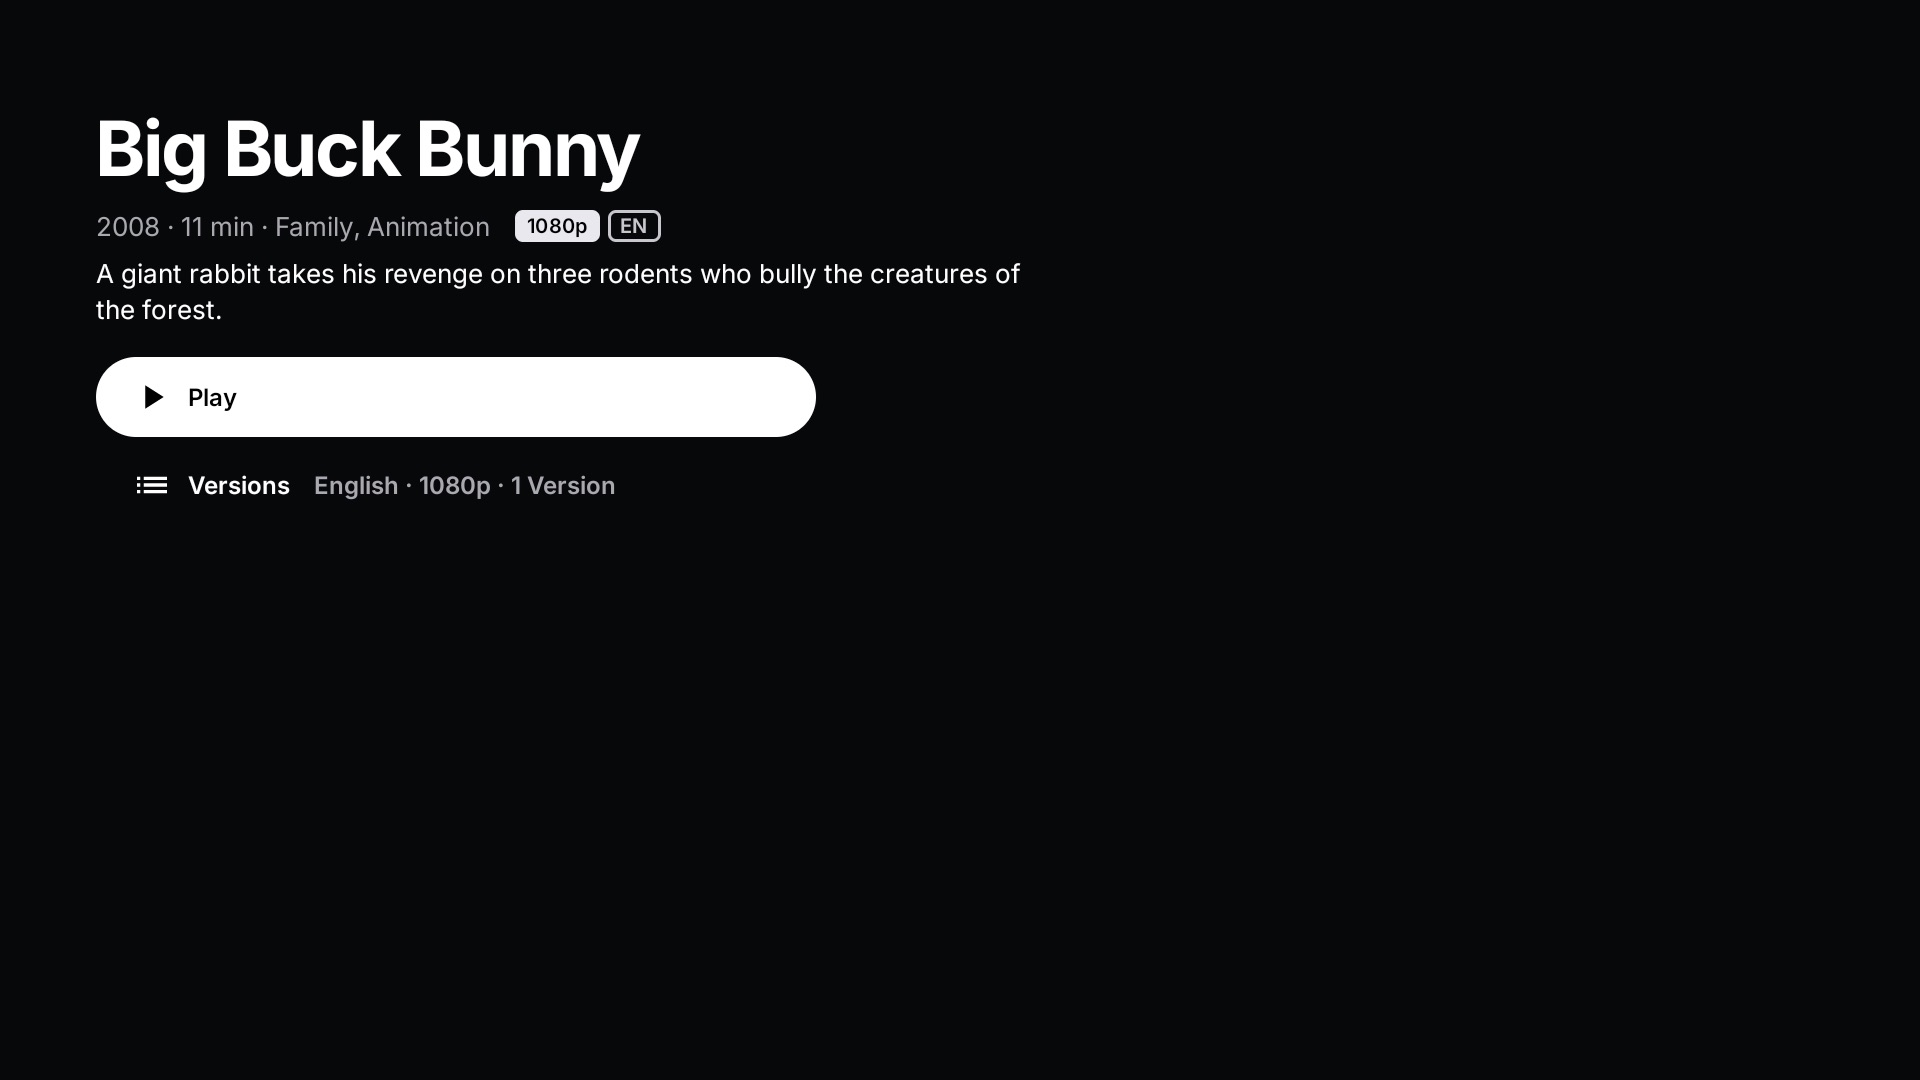 Big Buck Bunny
2008 · 11 min · Family, Animation 1080p EN
A giant rabbit takes his revenge on three rodents who bully the creatures of
the forest.
Play
Versions English · 1080p · 1 Version